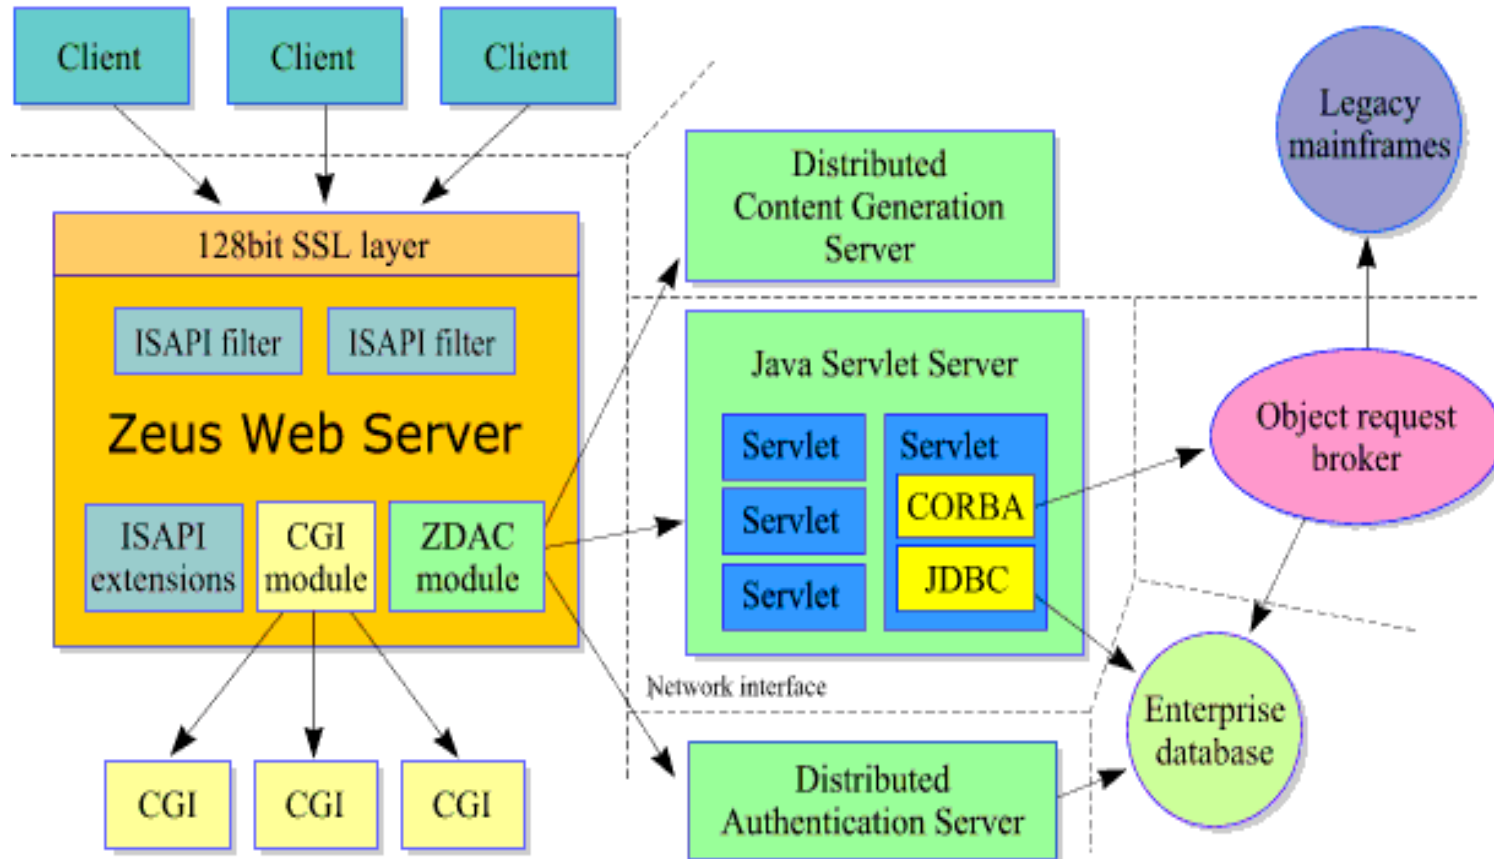 Client
Client
Client
Legacy
mainframes
Distributed
Content Generation
Server
128bit SSL layer
ISAPI filter
ISAPI filter
Zeus Web Server
ISAPI
extensions
CGI
module
ZDAC
module
Java Servlet Server
Servlet
Servlet
Servlet
Servlet
CORBA
JDBC
Object request
broker
Network interface
Enterprise
database
CGI
CGI
CGI
Distributed
Authentication Server